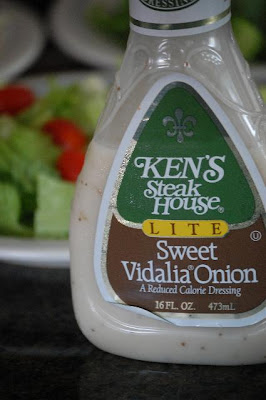 KEN'S
Steak
House®
LITE
Sweet
Vidalia® Onion
A Reduced Calorie Dressing
16 FL. OZ. 473mL
U